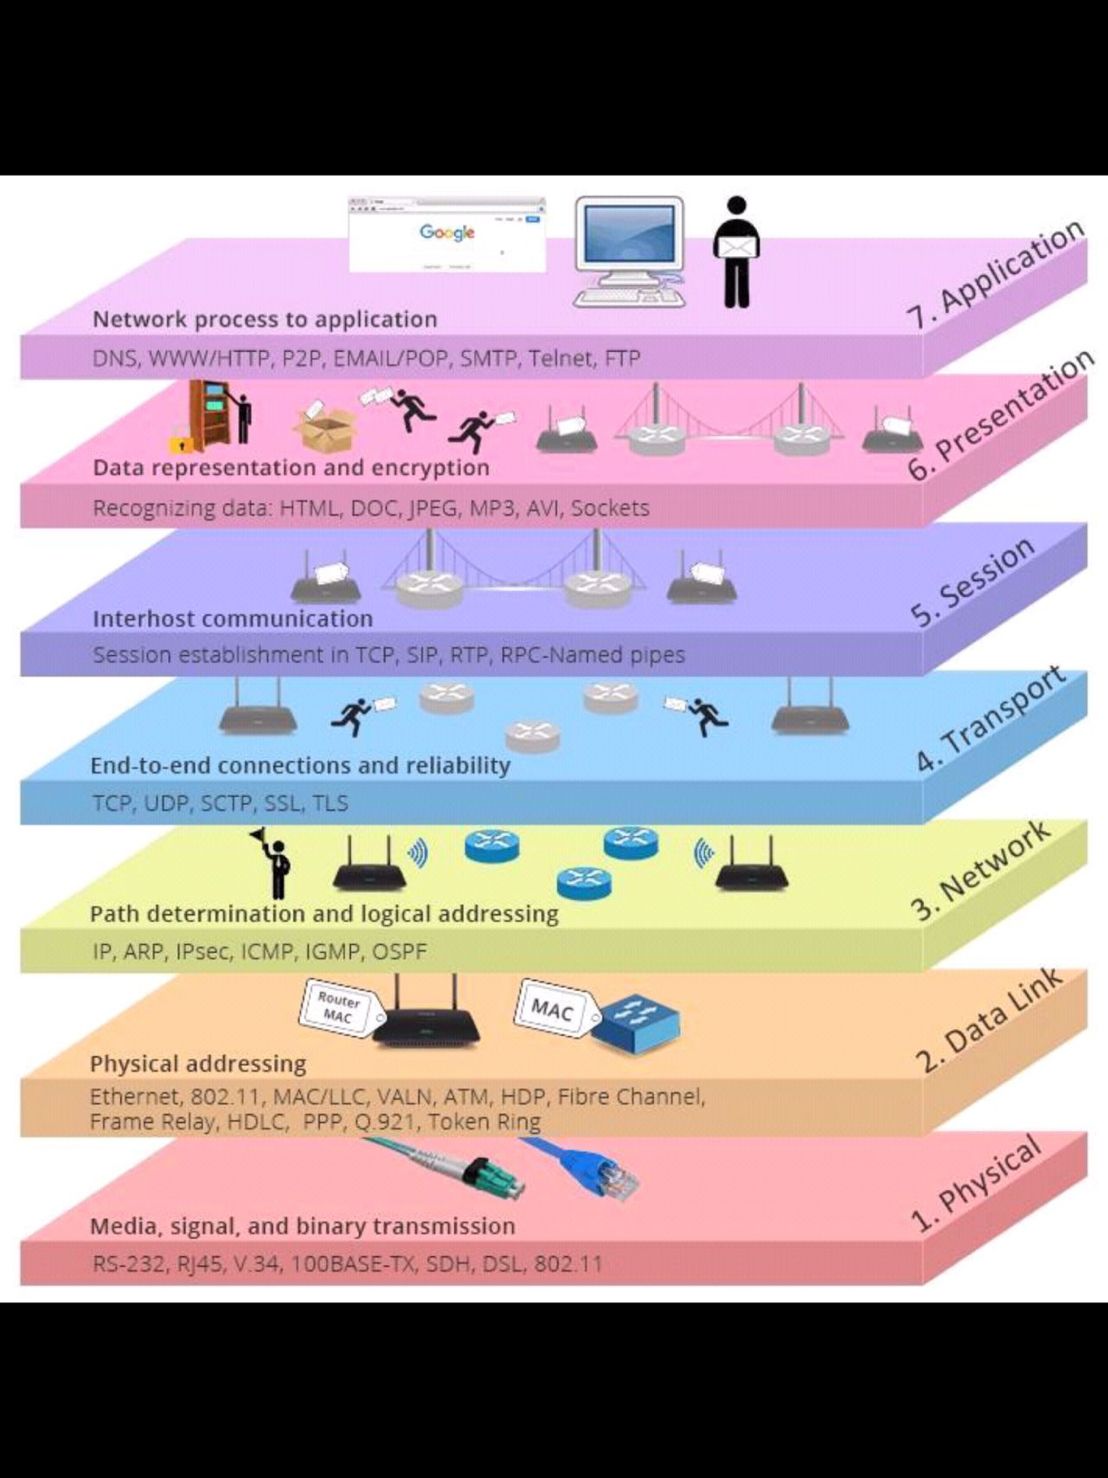 Google
7. Application
Network process to application
DNS, WWW/HTTP, P2P, EMAIL/POP, SMTP, Telnet, FTP
6. Presentation
Data representation and encryption
Recognizing data: HTML, DOC, JPEG, MP3, AVI, Sockets
5. Session
Interhost communication
Session establishment in TCP, SIP, RTP, RPC-Named pipes
4. Transport
End-to-end connections and reliability
TCP, UDP, SCTP, SSL, TLS
3. Network
Path determination and logical addressing
IP, ARP, IPsec, ICMP, IGMP, OSPF
Router
MAC
MAC
2. Data Link
Physical addressing
Ethernet, 802.11, MAC/LLC, VALN, ATM, HDP, Fibre Channel,
Frame Relay, HDLC, PPP, Q.921, Token Ring
1. Physical
Media, signal, and binary transmission
RS-232, RJ45, V.34, 100BASE-TX, SDH, DSL, 802.11